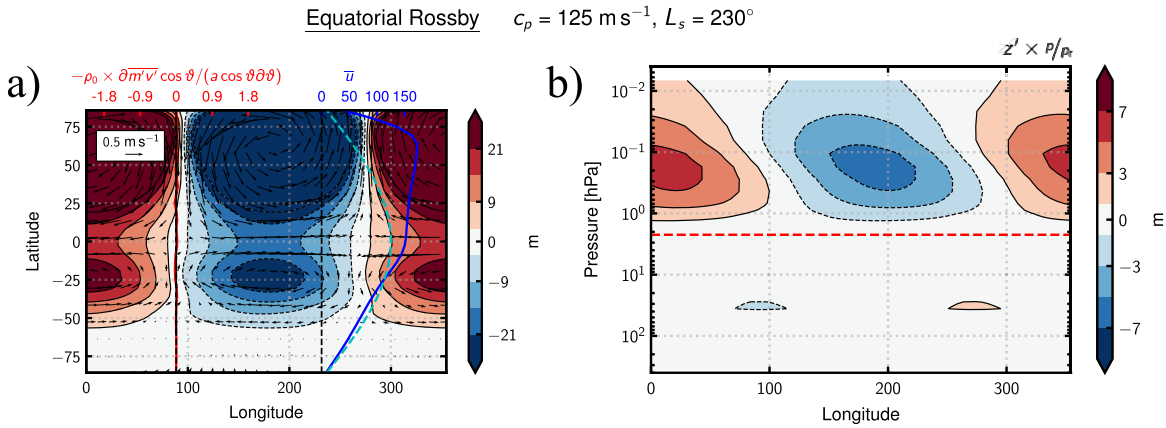 Equatorial Rossby c_p = 125 m s⁻¹, L_s = 230°
a)
−ρ₀ × ∂m′v′ cos ϑ/(a cos ϑ∂ϑ)
u
-1.8 -0.9 0 0.9 1.8
0 50 100 150
0.5 m s⁻¹
75
50
25
0
−25
−50
−75
Latitude
0 100 200 300
Longitude
21
9
0
−9
−21
m
b)
z′ × p/pᵣ
10⁻²
10⁻¹
10⁰
10¹
10²
Pressure [hPa]
0 100 200 300
Longitude
7
3
0
−3
−7
m